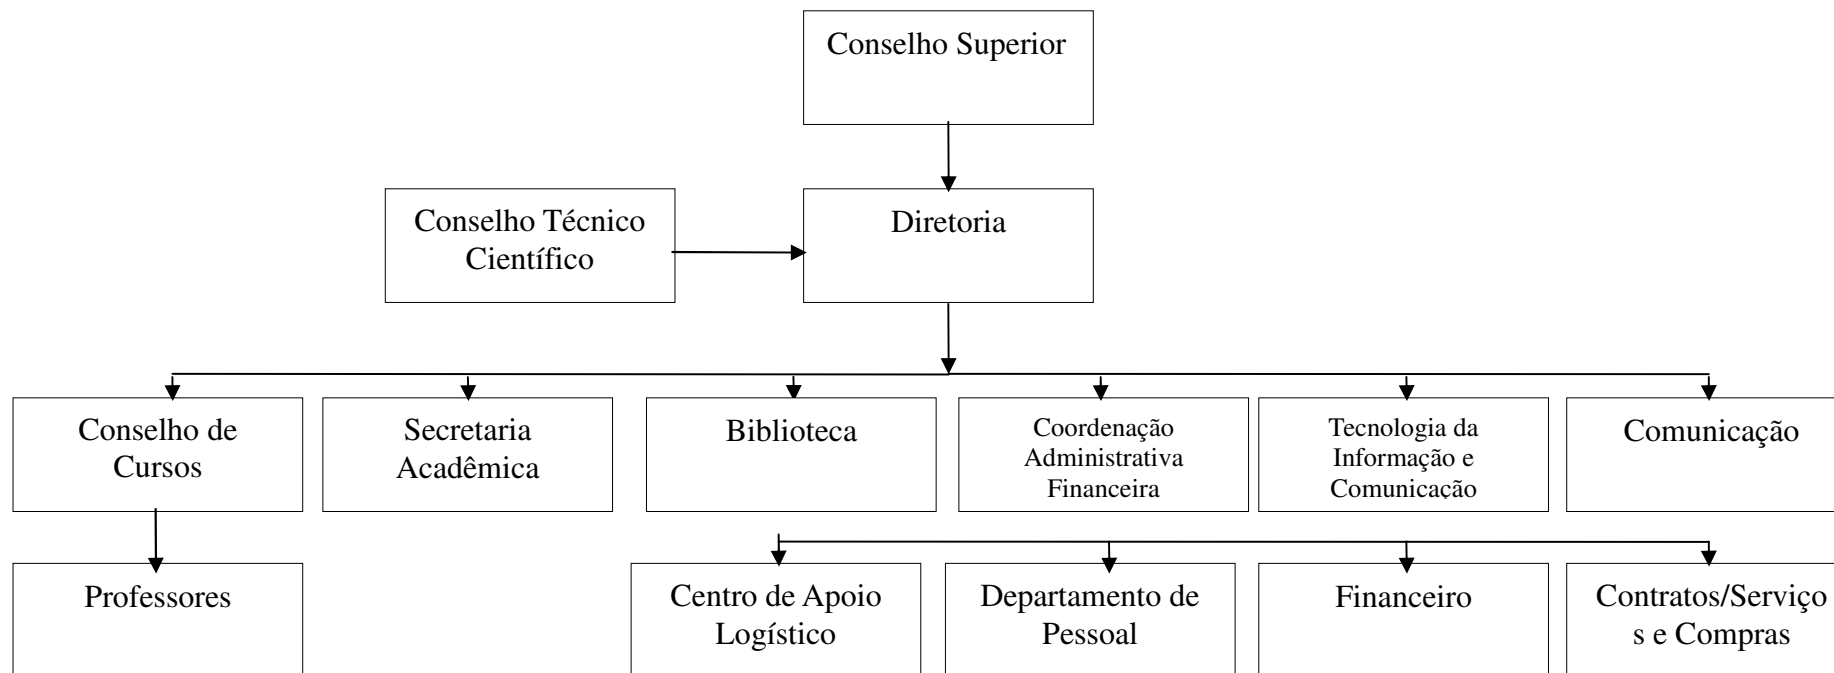 Conselho Superior
Conselho Técnico
Científico
Diretoria
Conselho de
Cursos
Secretaria
Acadêmica
Biblioteca
Coordenação
Administrativa
Financeira
Tecnologia da
Informação e
Comunicação
Comunicação
Professores
Centro de Apoio
Logístico
Departamento de
Pessoal
Financeiro
Contratos/Serviço
s e Compras